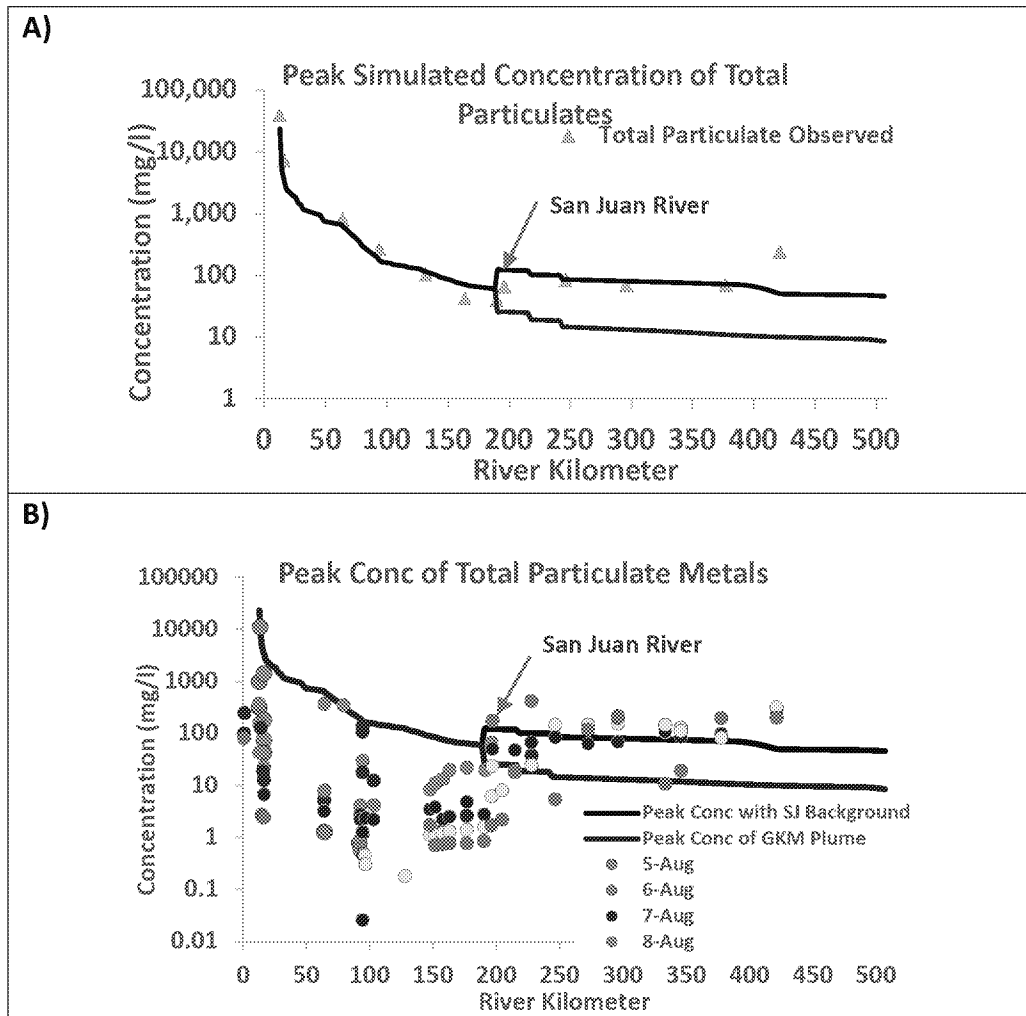 A)
Peak Simulated Concentration of Total
Particulates
Total Particulate Observed
San Juan River
Concentration (mg/l)
100,000
10,000
1,000
100
10
1
0 50 100 150 200 250 300 350 400 450 500
River Kilometer
B)
Peak Conc of Total Particulate Metals
San Juan River
Concentration (mg/l)
100000
10000
1000
100
10
1
0.1
0.01
Peak Conc with SJ Background
Peak Conc of GKM Plume
5-Aug
6-Aug
7-Aug
8-Aug
0 50 100 150 200 250 300 350 400 450 500
River Kilometer